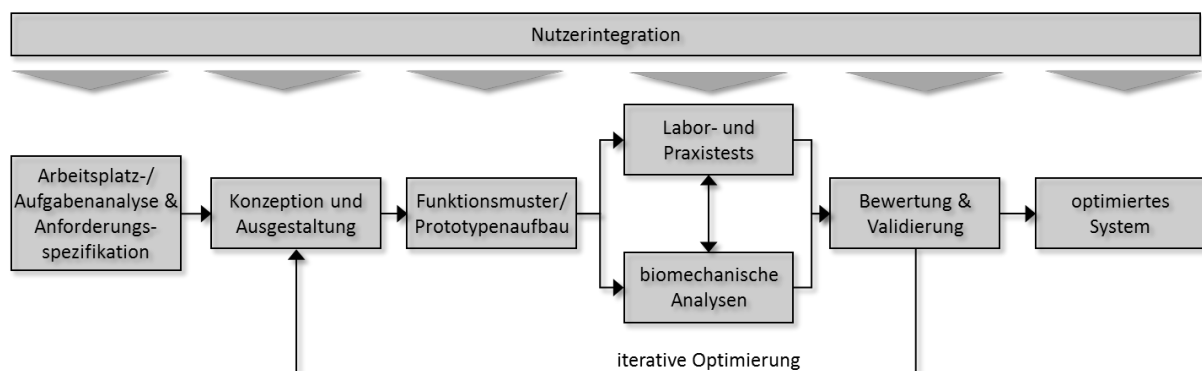 Nutzerintegration
Arbeitsplatz-/
Aufgabenanalyse &
Anforderungs-
spezifikation
Konzeption und
Ausgestaltung
Funktionsmuster/
Prototypenaufbau
Labor- und
Praxistests
biomechanische
Analysen
Bewertung &
Validierung
optimiertes
System
iterative Optimierung